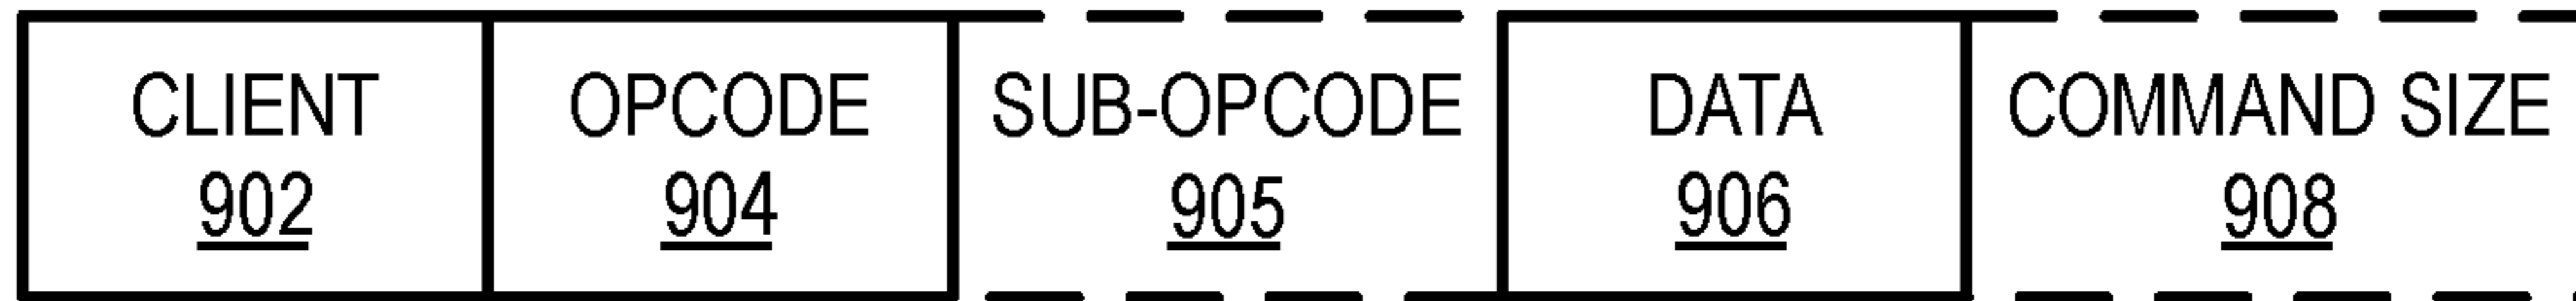 CLIENT OPCODE SUB-OPCODE DATA COMMAND SIZE
902 904 905 906 908